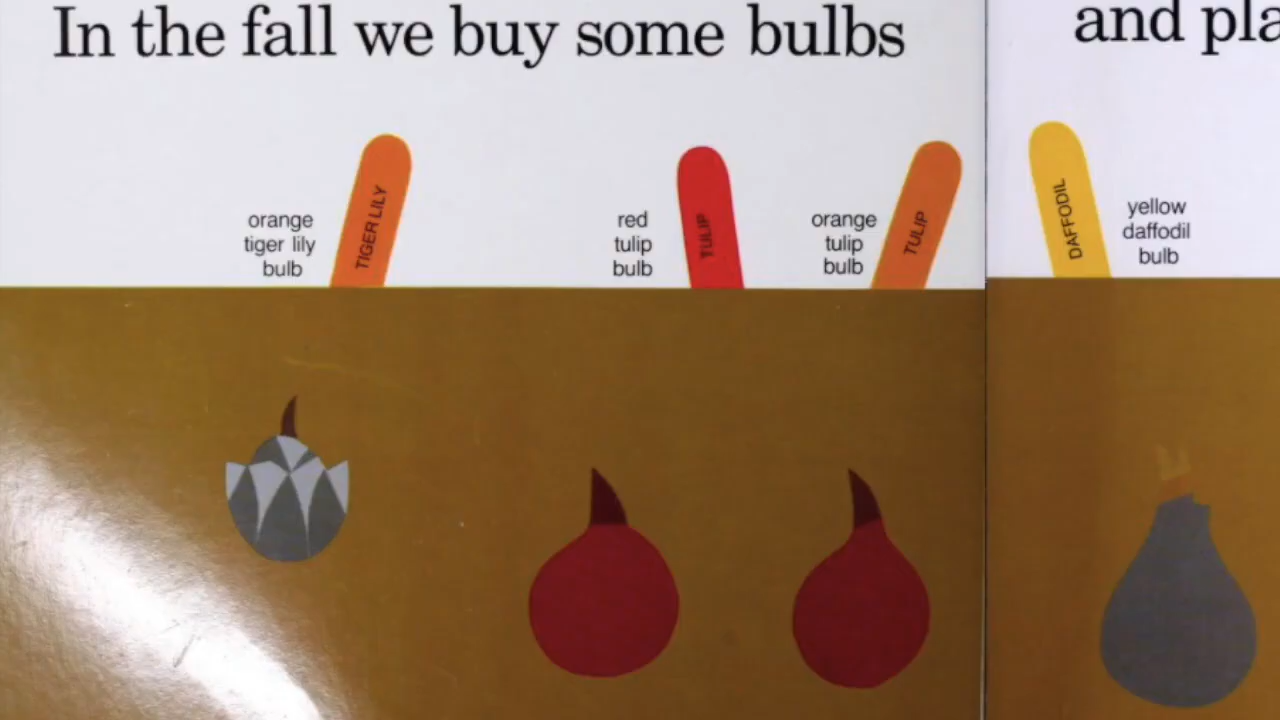 In the fall we buy some bulbs
orange
tiger lily
bulb
TIGER LILY
red
tulip
bulb
TULIP
orange
tulip
bulb
TULIP
and pla
DAFFODIL
yellow
daffodil
bulb